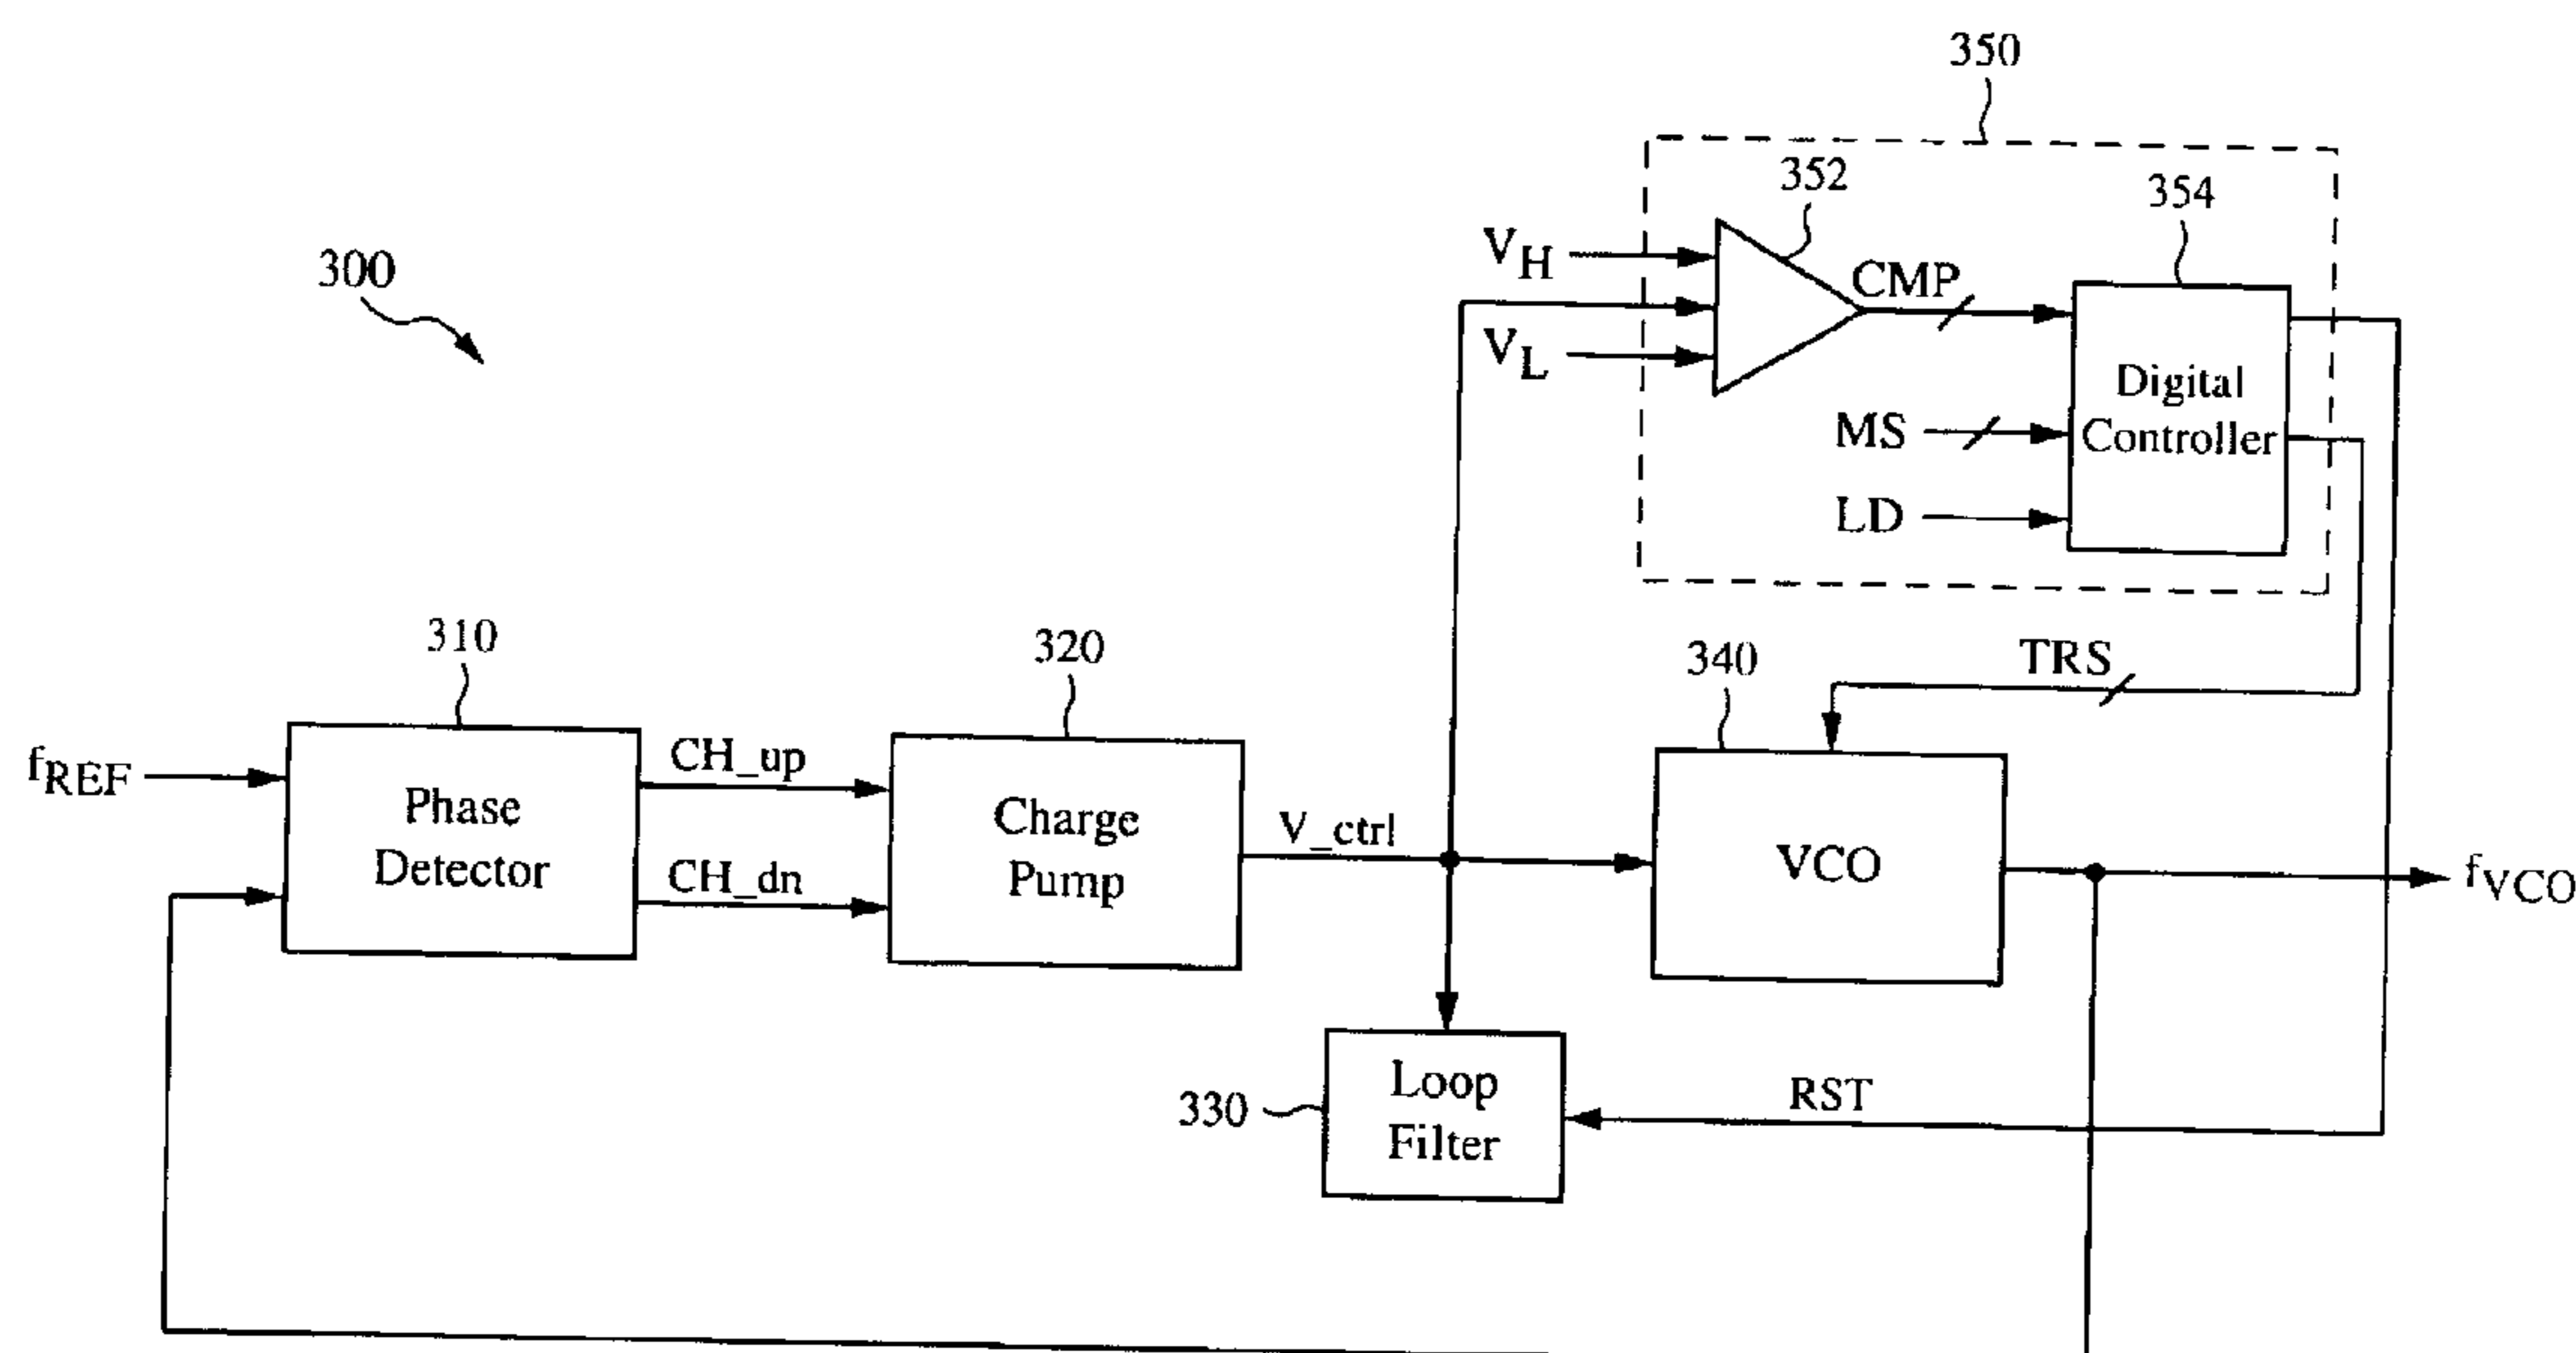 350
352
354
300
V_H
CMP
V_L
Digital
Controller
MS
LD
310
320
340
TRS
f_REF
CH_up
Phase
Detector
CH_dn
Charge
Pump
V_ctrl
VCO
f_VCO
330
Loop
Filter
RST